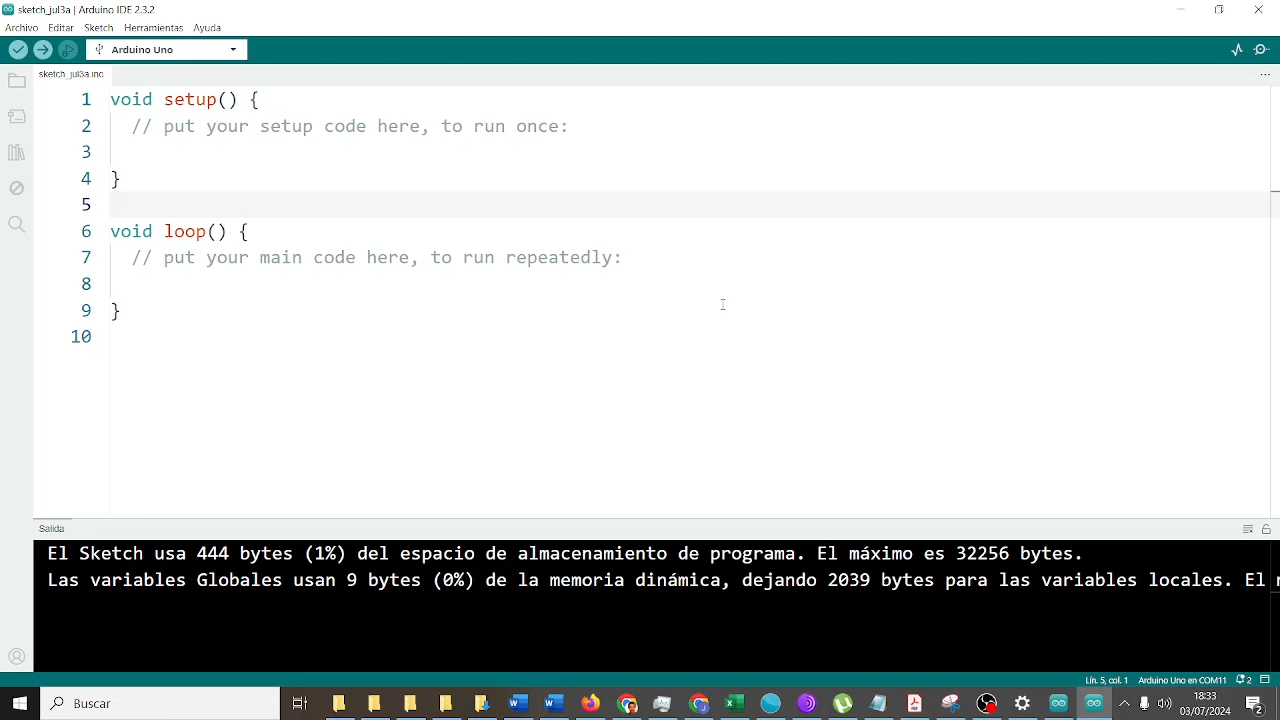 sketch_jul3a | Arduino IDE 2.3.2
Archivo Editar Sketch Herramientas Ayuda
Arduino Uno
sketch_jul3a.ino
1 void setup() {
2 // put your setup code here, to run once:
3
4 }
5
6 void loop() {
7 // put your main code here, to run repeatedly:
8
9 }
10
Salida
El Sketch usa 444 bytes (1%) del espacio de almacenamiento de programa. El máximo es 32256 bytes.
Las variables Globales usan 9 bytes (0%) de la memoria dinámica, dejando 2039 bytes para las variables locales. El
Lín. 5, col. 1 Arduino Uno en COM11 2
Buscar
18:33
03/07/2024
2